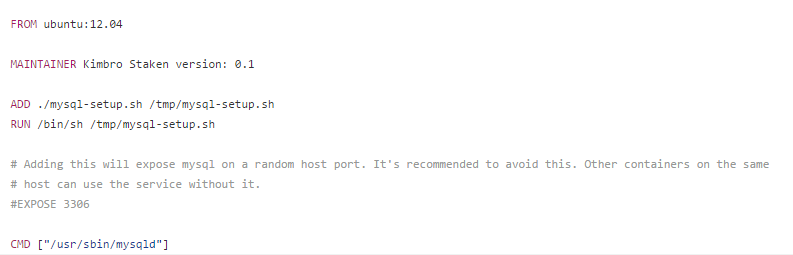 FROM ubuntu:12.04
MAINTAINER Kimbro Staken version: 0.1
ADD ./mysql-setup.sh /tmp/mysql-setup.sh
RUN /bin/sh /tmp/mysql-setup.sh
# Adding this will expose mysql on a random host port. It's recommended to avoid this. Other containers on the same
# host can use the service without it.
#EXPOSE 3306
CMD ["/usr/sbin/mysqld"]